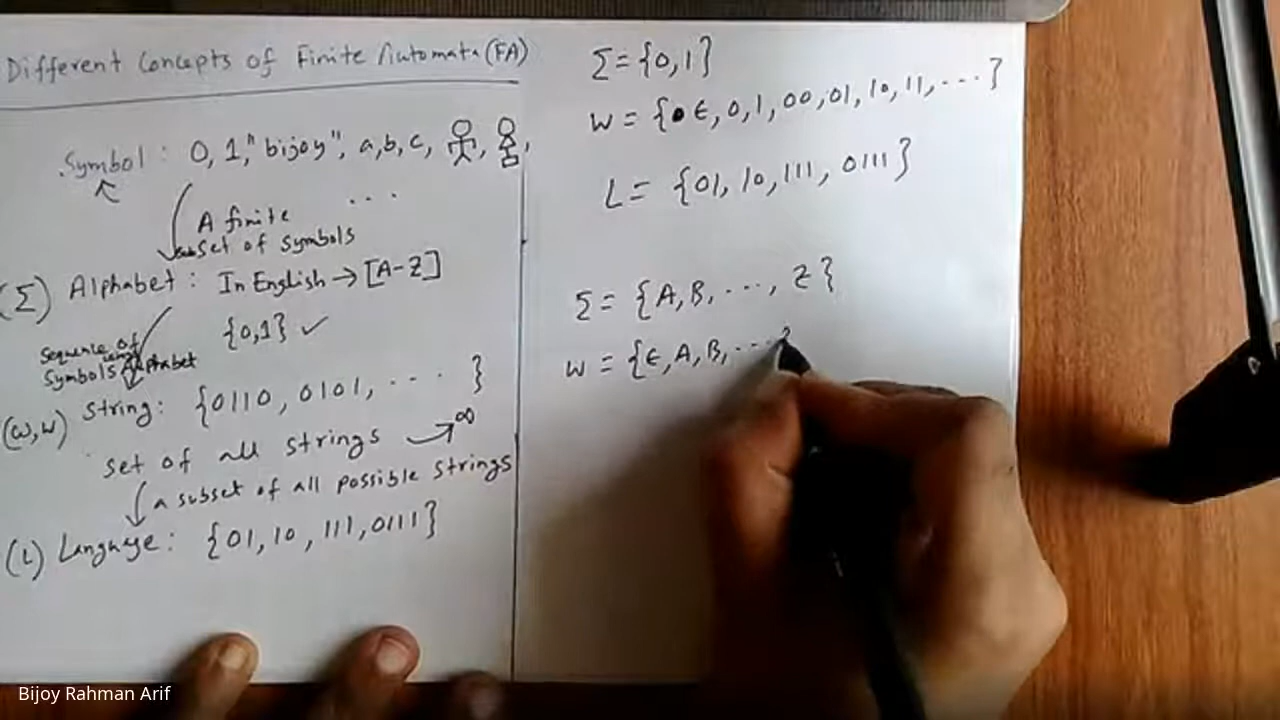 Different Concepts of Finite Automata (FA)
Symbol: 0, 1, "bijoy", a, b, c, , ,
...
A finite
subset of symbols
(Σ) Alphabet: In English → [A-Z]
{0,1} ✓
Sequence of
Symbols Alphabet
(ω,w) String: {0110, 0101, ... }
set of all strings → ∞
a subset of all possible strings
(L) Language: {01, 10, 111, 0111}
Σ = {0,1}
W = {ϵ, 0, 1, 00, 01, 10, 11, ...}
L = {01, 10, 111, 0111}
Σ = {A, B, ..., Z}
W = {ϵ, A, B, ...
Bijoy Rahman Arif